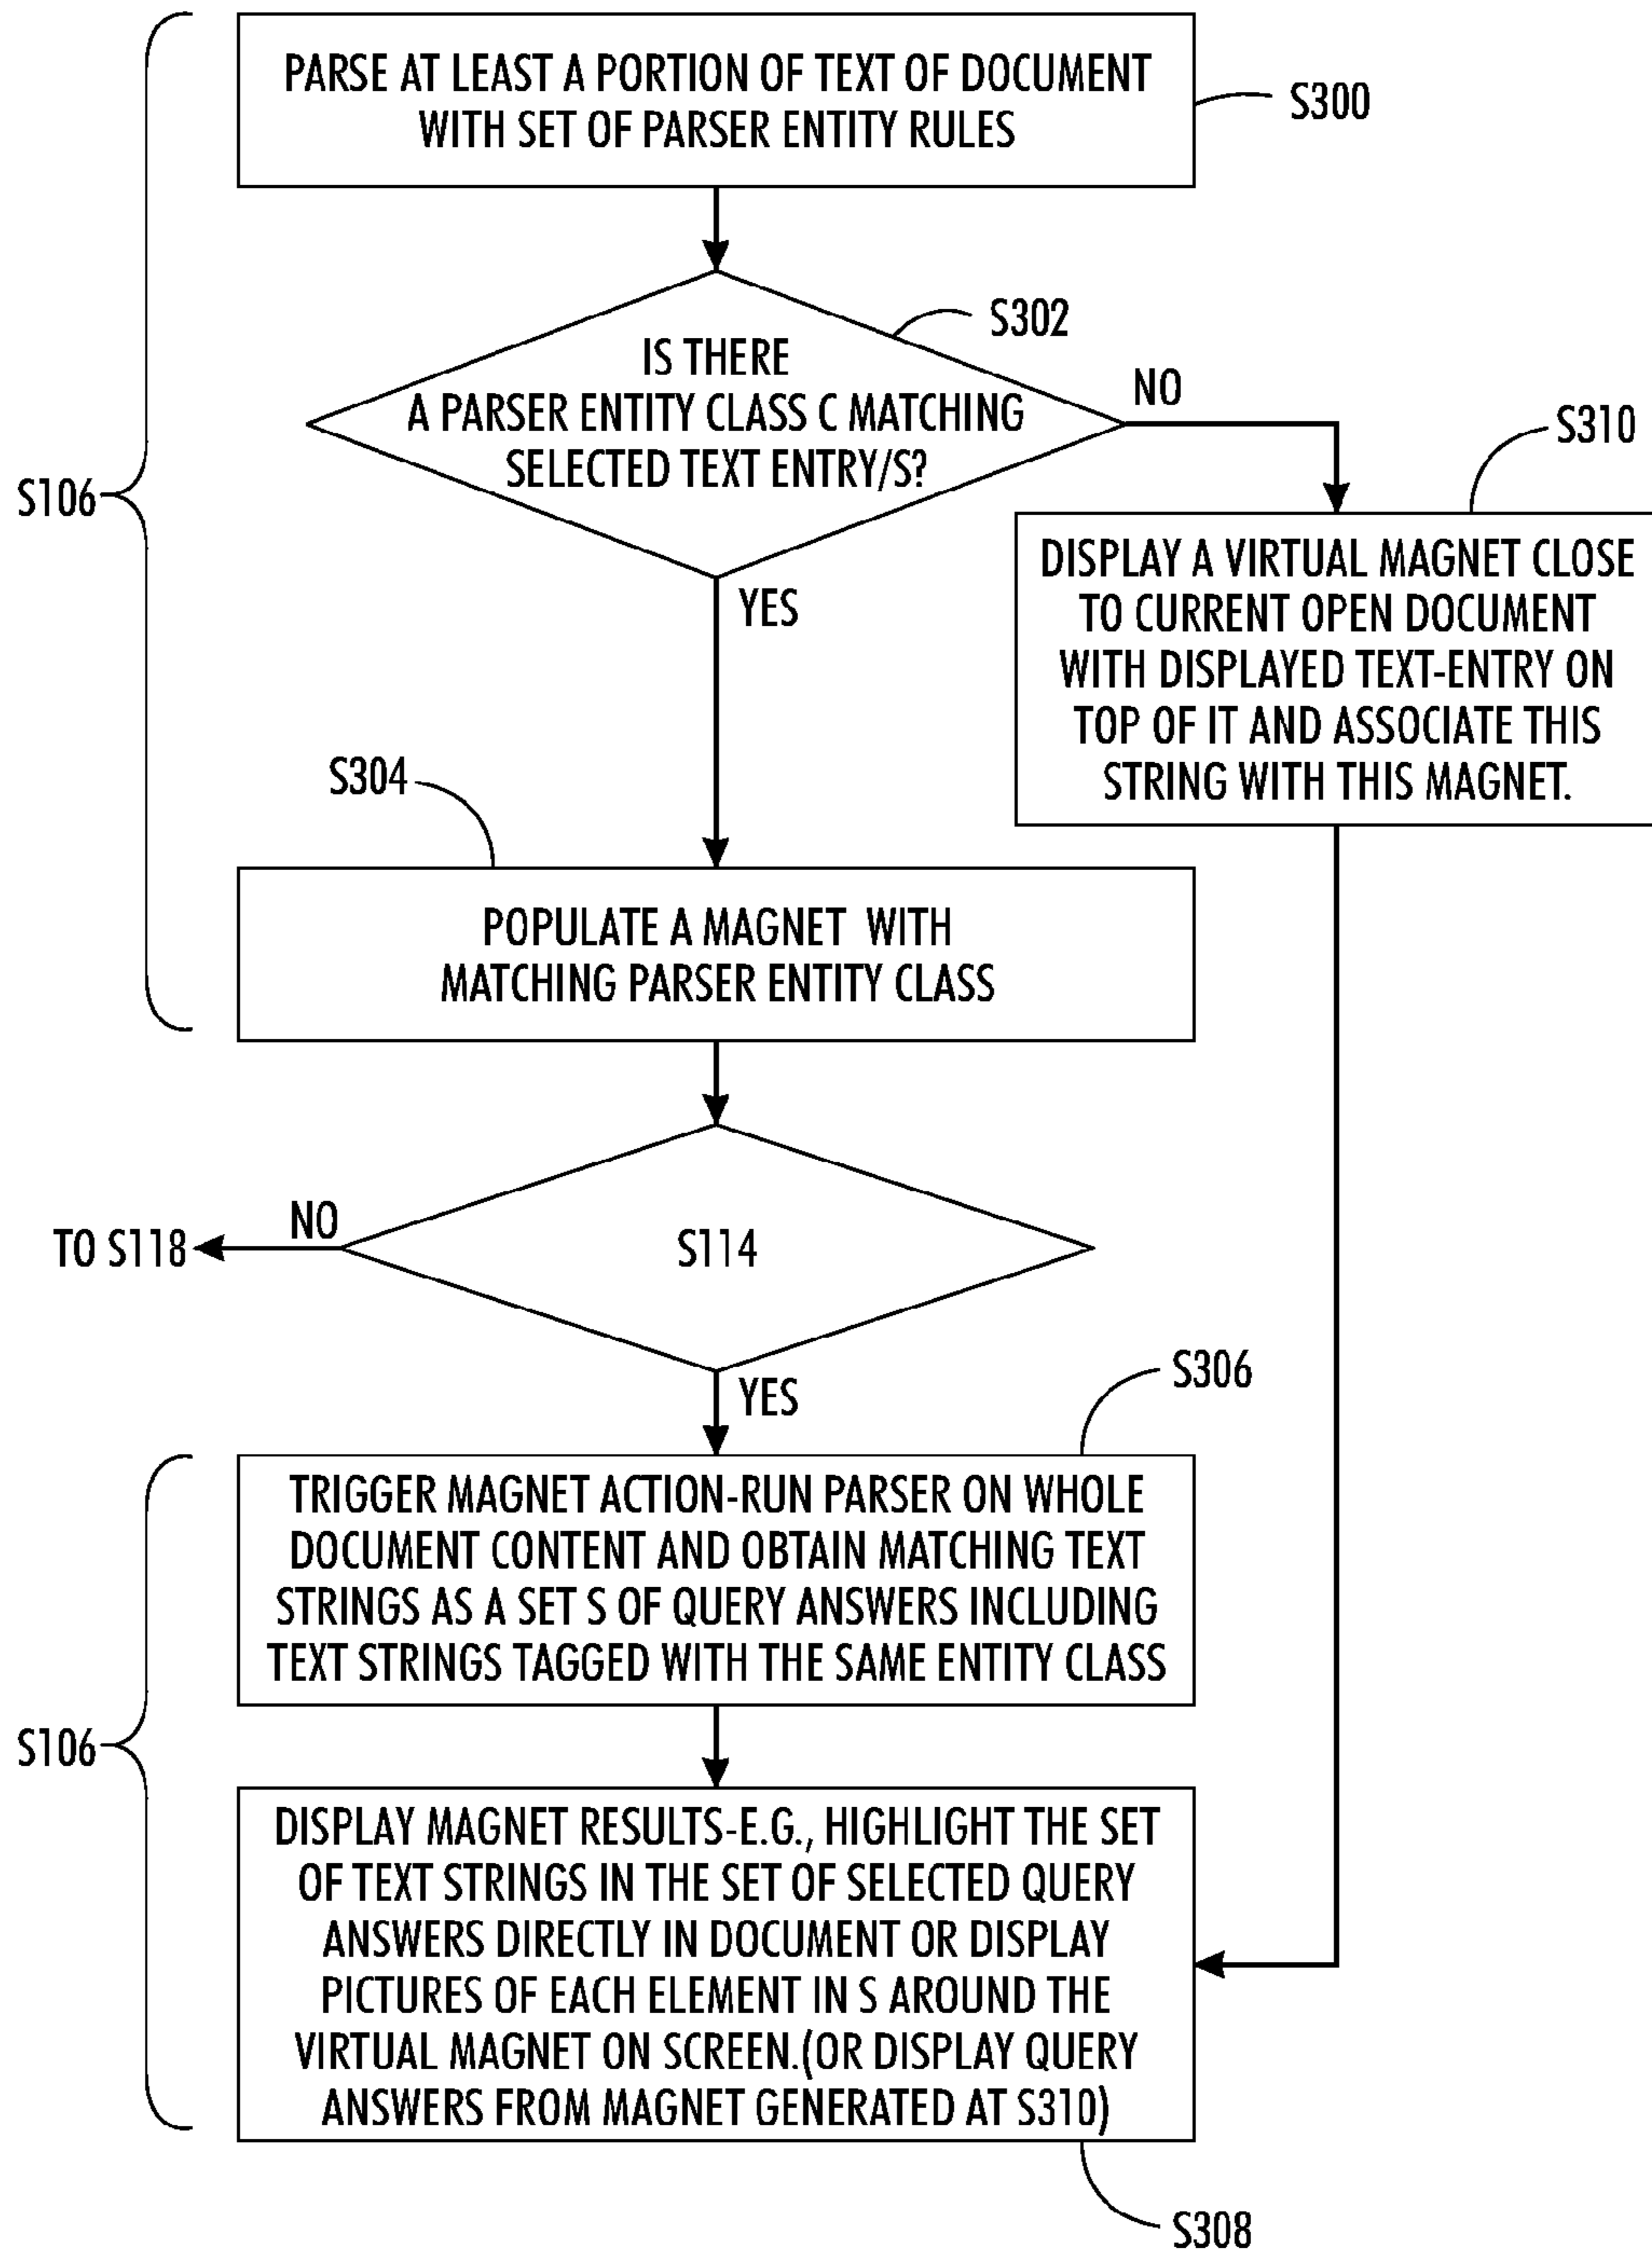 PARSE AT LEAST A PORTION OF TEXT OF DOCUMENT
WITH SET OF PARSER ENTITY RULES
S300
S302
IS THERE
A PARSER ENTITY CLASS C MATCHING
SELECTED TEXT ENTRY/S?
NO
S310
S106
DISPLAY A VIRTUAL MAGNET CLOSE
TO CURRENT OPEN DOCUMENT
WITH DISPLAYED TEXT-ENTRY ON
TOP OF IT AND ASSOCIATE THIS
STRING WITH THIS MAGNET.
YES
S304
POPULATE A MAGNET WITH
MATCHING PARSER ENTITY CLASS
NO
TO S118
S114
YES
S306
TRIGGER MAGNET ACTION-RUN PARSER ON WHOLE
DOCUMENT CONTENT AND OBTAIN MATCHING TEXT
STRINGS AS A SET S OF QUERY ANSWERS INCLUDING
TEXT STRINGS TAGGED WITH THE SAME ENTITY CLASS
S106
DISPLAY MAGNET RESULTS-E.G., HIGHLIGHT THE SET
OF TEXT STRINGS IN THE SET OF SELECTED QUERY
ANSWERS DIRECTLY IN DOCUMENT OR DISPLAY
PICTURES OF EACH ELEMENT IN S AROUND THE
VIRTUAL MAGNET ON SCREEN.(OR DISPLAY QUERY
ANSWERS FROM MAGNET GENERATED AT S310)
S308